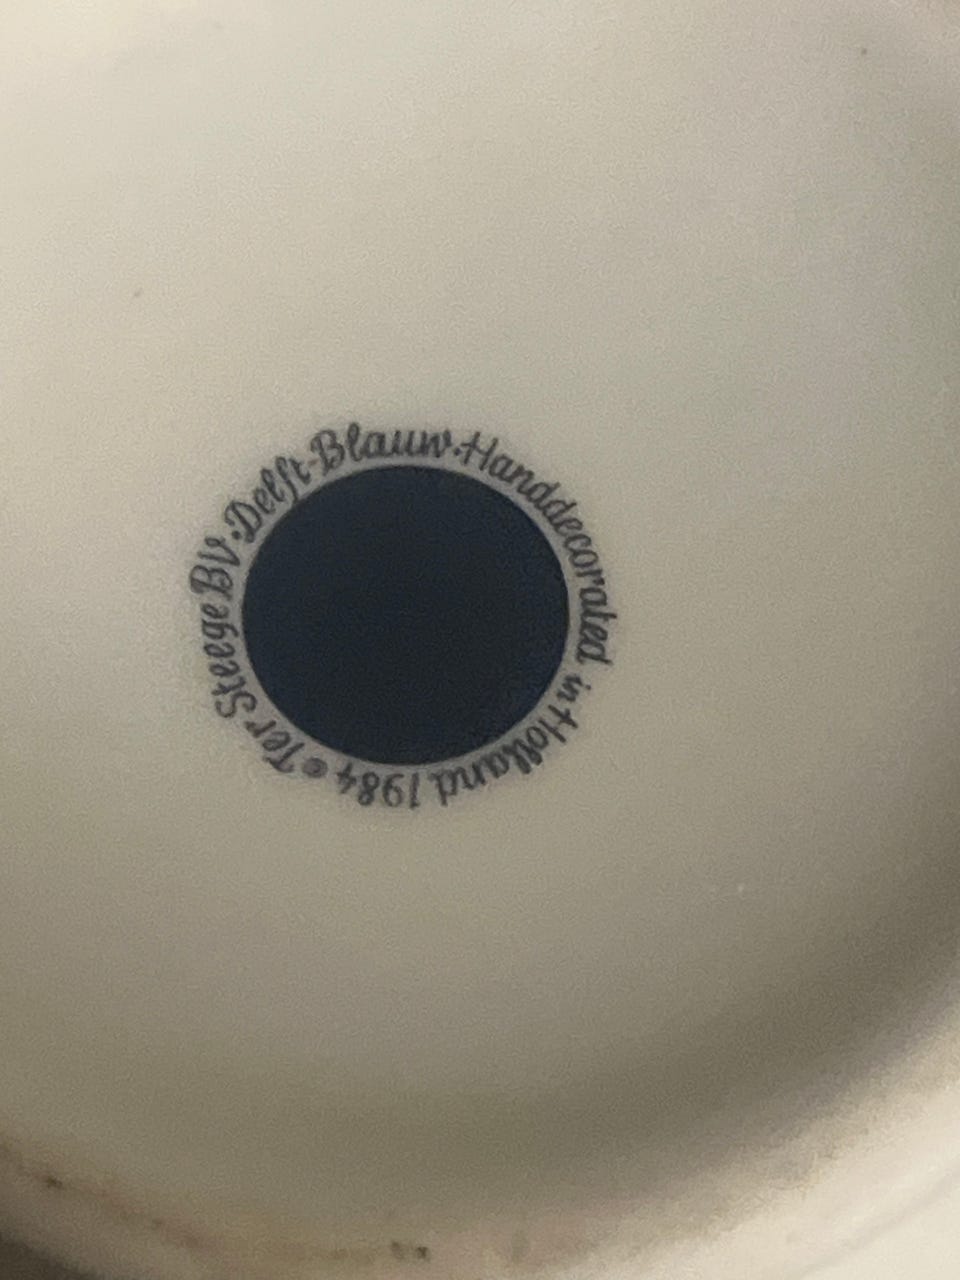 © Ter Steege BV·Delft-Blauw·Handdecorated in Holland 1984